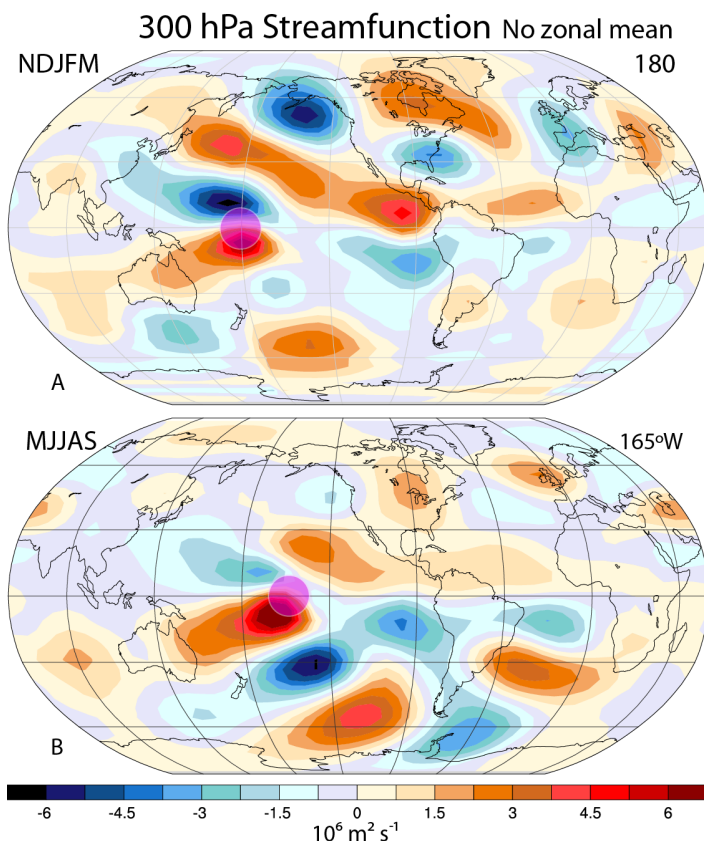 300 hPa Streamfunction No zonal mean
NDJFM 180
A
MJJAS 165ºW
B
-6 -4.5 -3 -1.5 0 1.5 3 4.5 6
10⁶ m² s⁻¹